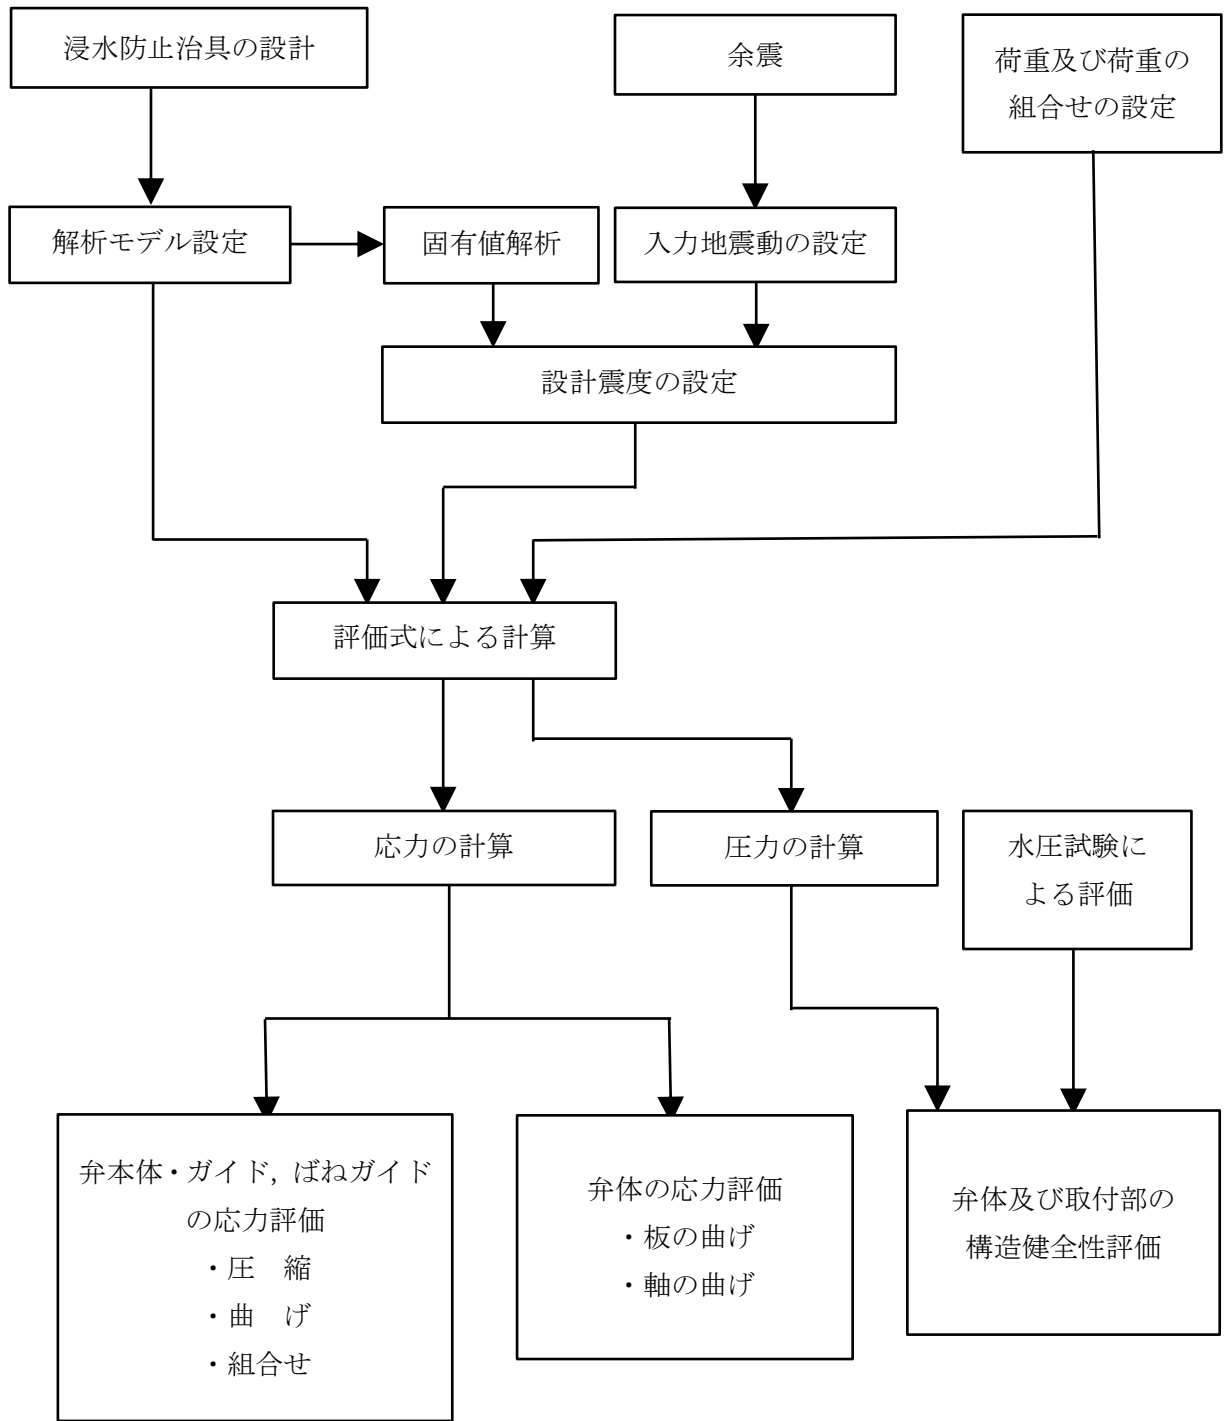 浸水防止治具の設計
余震
荷重及び荷重の
組合せの設定
解析モデル設定
固有値解析
入力地震動の設定
設計震度の設定
評価式による計算
応力の計算
圧力の計算
水圧試験に
よる評価
弁本体・ガイド，ばねガイド
の応力評価
・圧　縮
・曲　げ
・組合せ
弁体の応力評価
・板の曲げ
・軸の曲げ
弁体及び取付部の
構造健全性評価